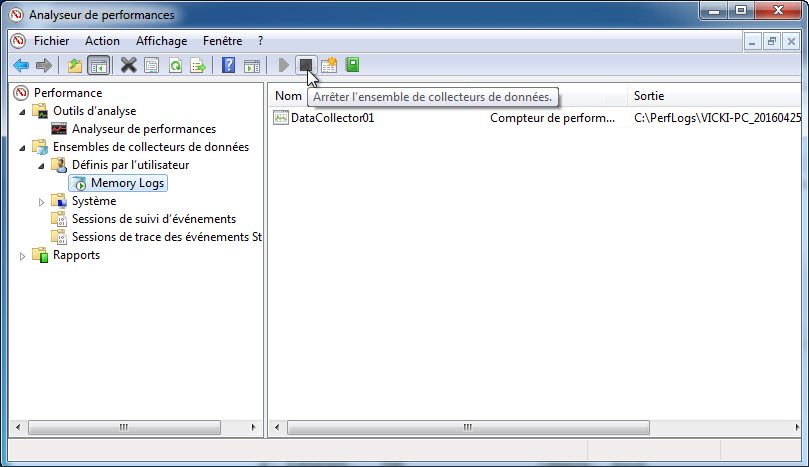 Analyseur de performances
Fichier Action Affichage Fenêtre ?
Performance
Outils d'analyse
Analyseur de performances
Ensembles de collecteurs de données
Définis par l'utilisateur
Memory Logs
Système
Sessions de suivi d'événements
Sessions de trace des événements St
Rapports
Nom Sortie
Arrêter l'ensemble de collecteurs de données.
DataCollector01 Compteur de perform... C:\PerfLogs\VICKI-PC_20160425